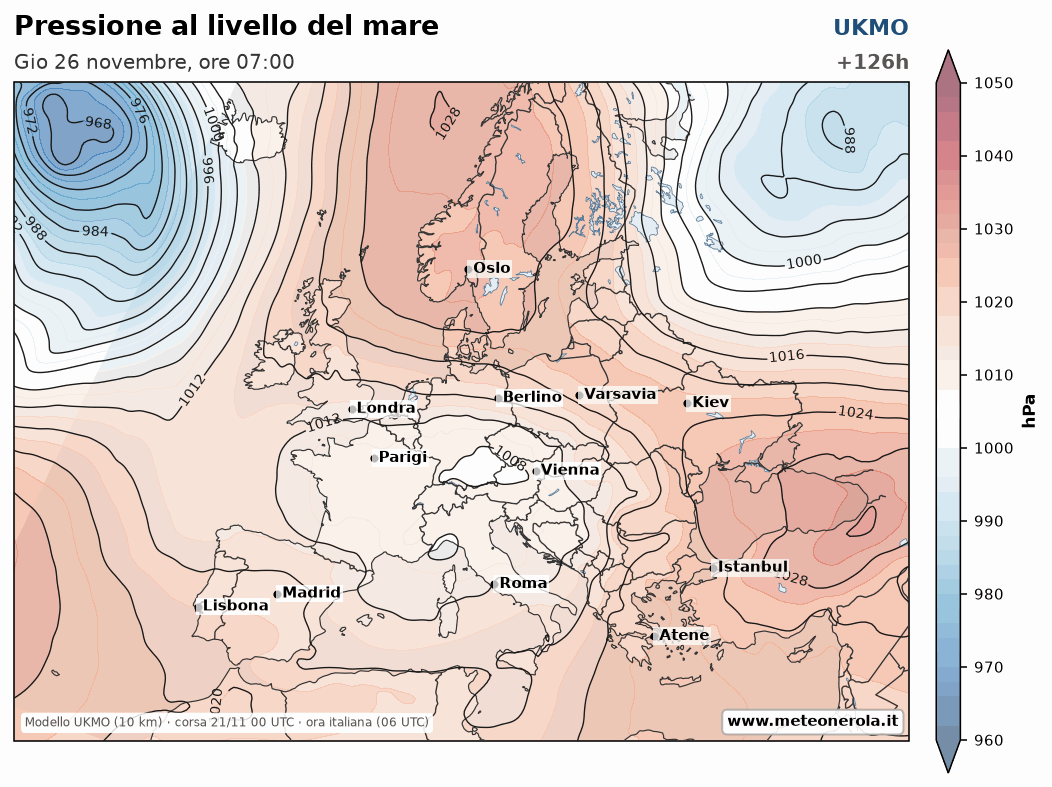 Pressione al livello del mare
UKMO
Gio 26 novembre, ore 07:00
+126h
972
968
976
1000
996
988
984
1028
988
1000
1016
1012
1024
1012
1008
1028
1020
Oslo
Londra
Berlino
Varsavia
Kiev
Parigi
Vienna
Istanbul
Roma
Madrid
Lisbona
Atene
Modello UKMO (10 km) · corsa 21/11 00 UTC · ora italiana (06 UTC)
www.meteonerola.it
1050
1040
1030
1020
1010
1000
990
980
970
960
hPa